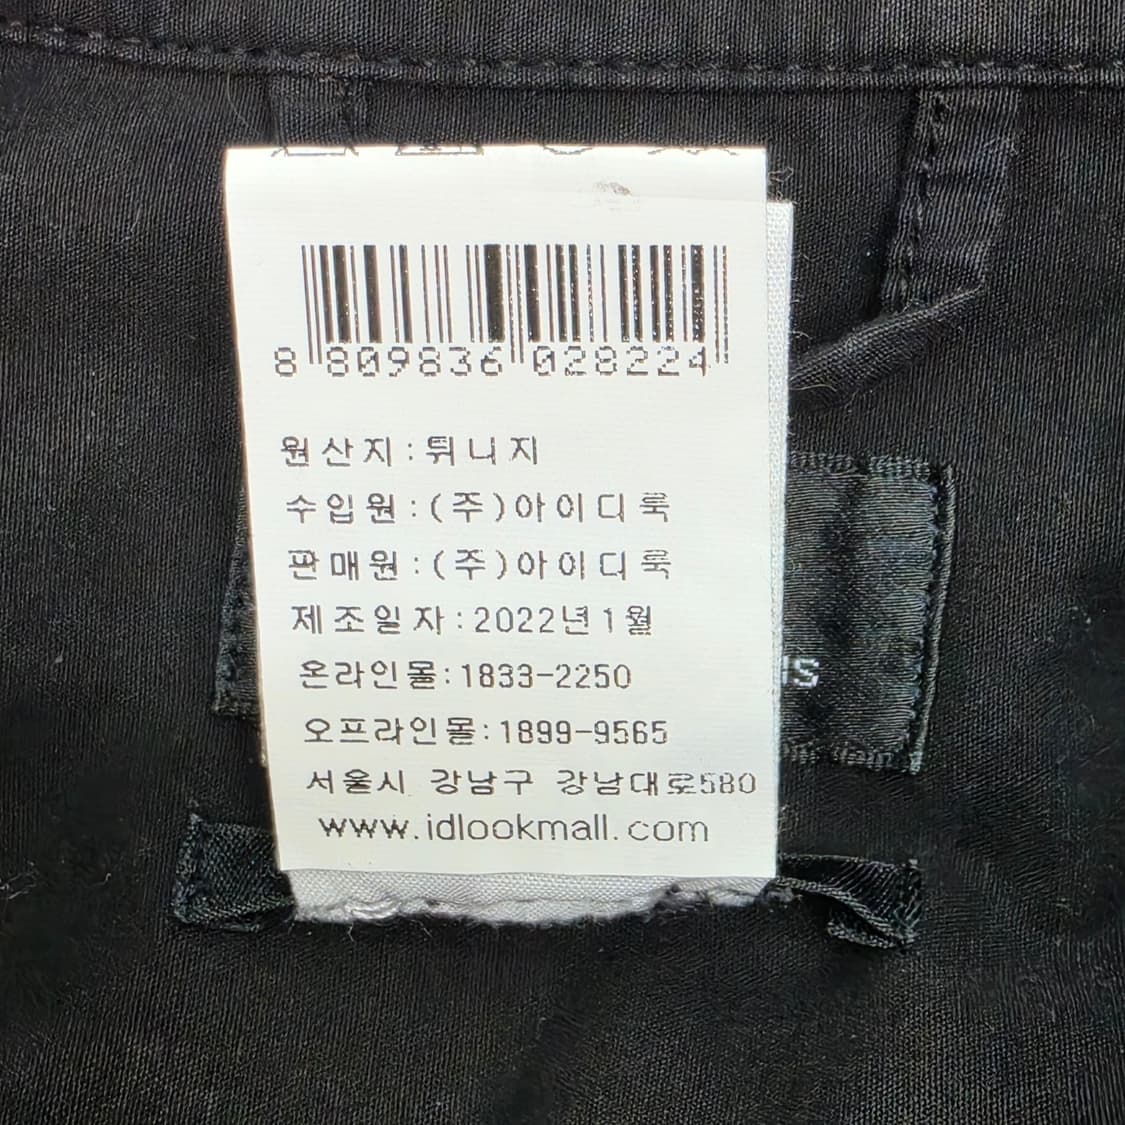 8 809836 028224
원산지:튀니지
수입원:(주)아이디룩
판매원:(주)아이디룩
제조일자:2022년1월
온라인몰:1833-2250
오프라인몰:1899-9565
서울시 강남구 강남대로580
www.idlookmall.com